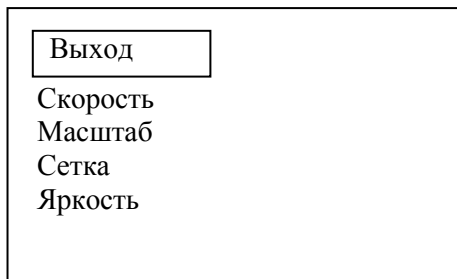 Выход
Скорость
Масштаб
Сетка
Яркость